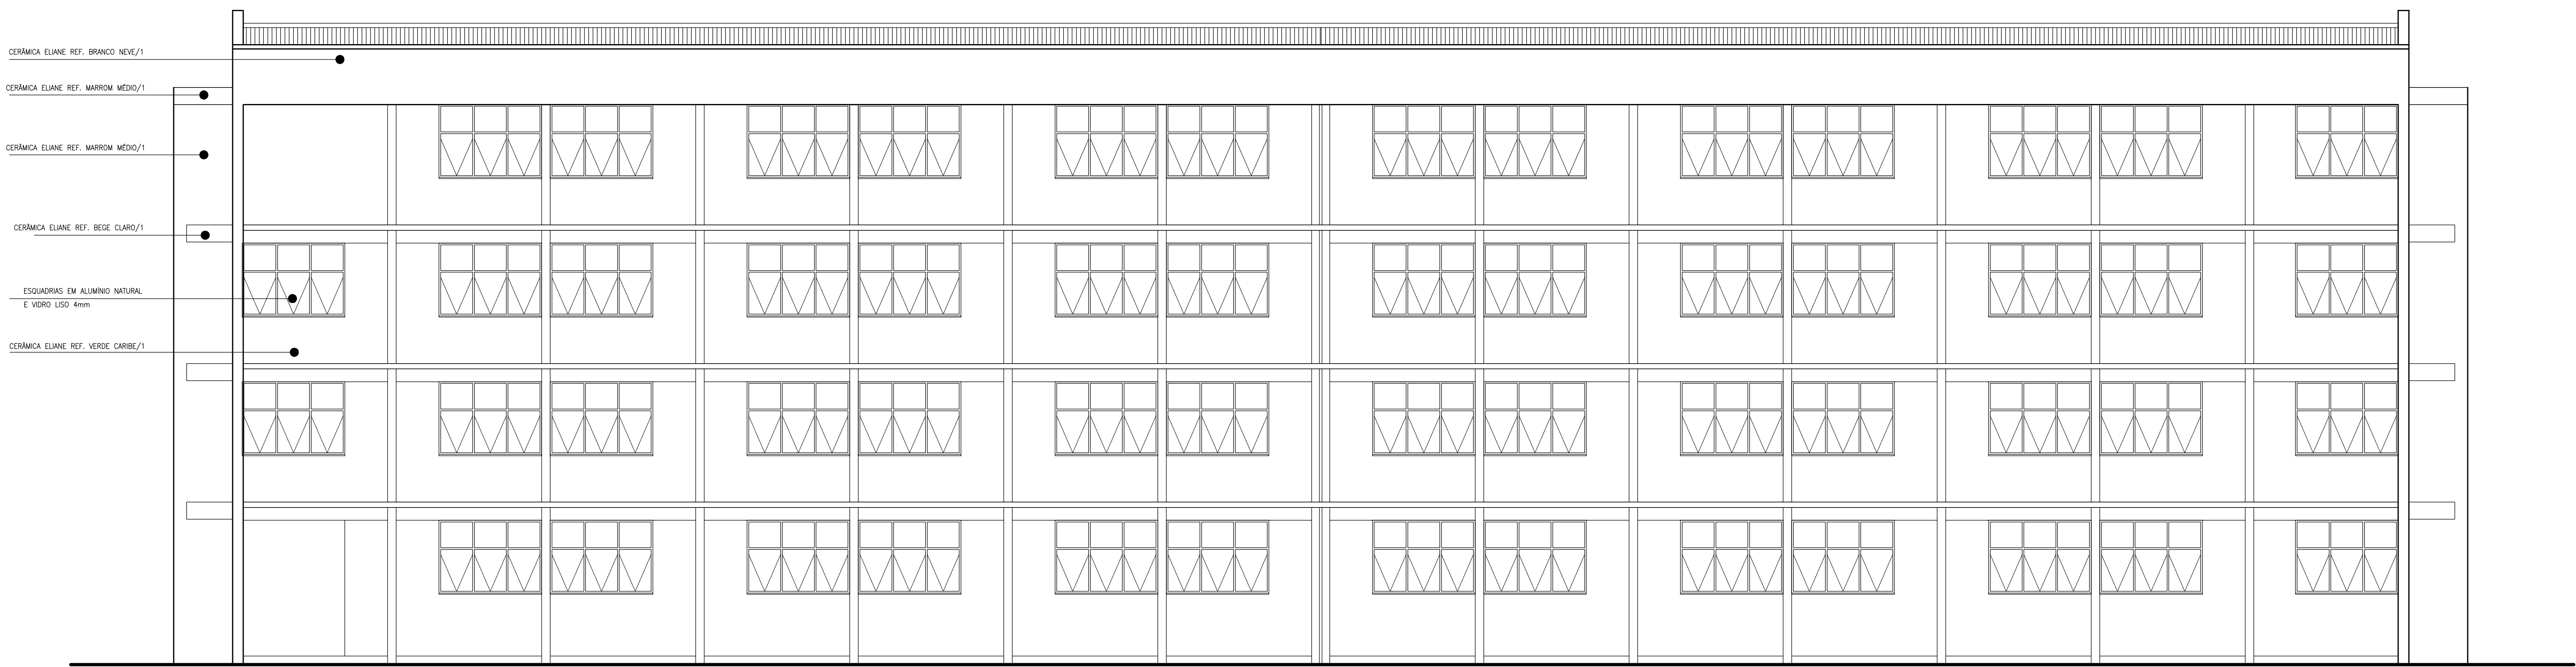 CERÂMICA ELIANE REF. BRANCO NEVE/1
CERÂMICA ELIANE REF. MARROM MÉDIO/1
CERÂMICA ELIANE REF. MARROM MÉDIO/1
CERÂMICA ELIANE REF. BEGE CLARO/1
ESQUADRIAS EM ALUMÍNIO NATURAL
E VIDRO LISO 4mm
CERÂMICA ELIANE REF. VERDE CARIBE/1